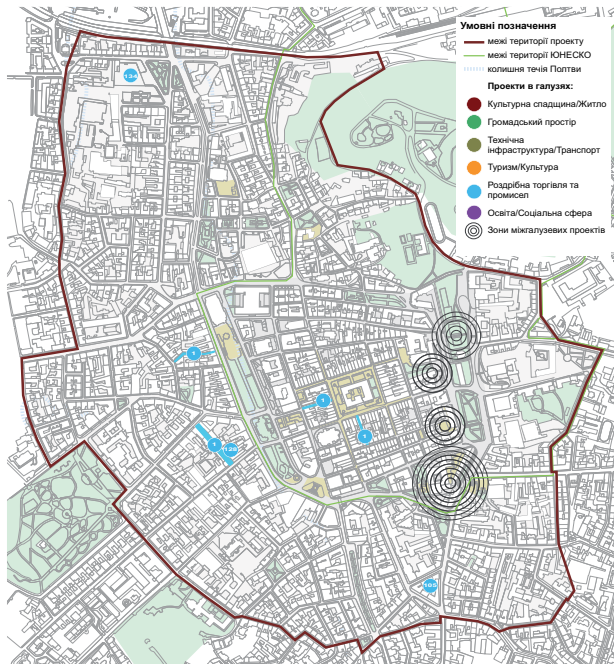 Умовні позначення
межі території проекту
межі території ЮНЕСКО
колишня течія Полтви
Проекти в галузях:
Культурна спадщина/Житло
Громадський простір
Технічна
інфраструктура/Транспорт
Туризм/Культура
Роздрібна торгівля та
промисел
Освіта/Соціальна сфера
Зони міжгалузевих проектів
134
1
1
1
1
128
105